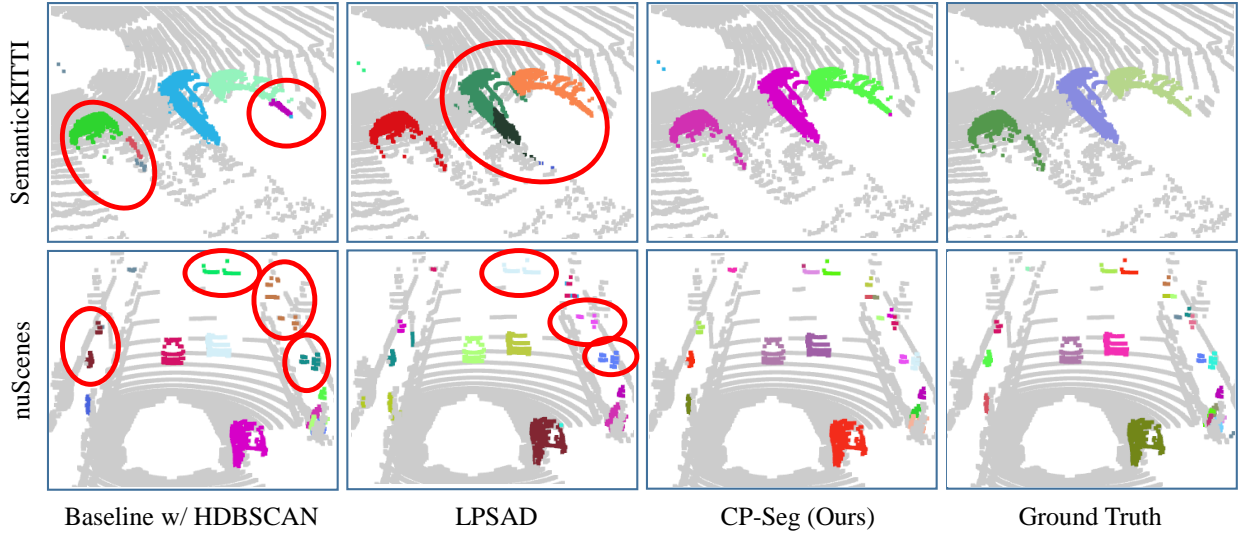 SemanticKITTI
nuScenes
Baseline w/ HDBSCAN
LPSAD
CP-Seg (Ours)
Ground Truth